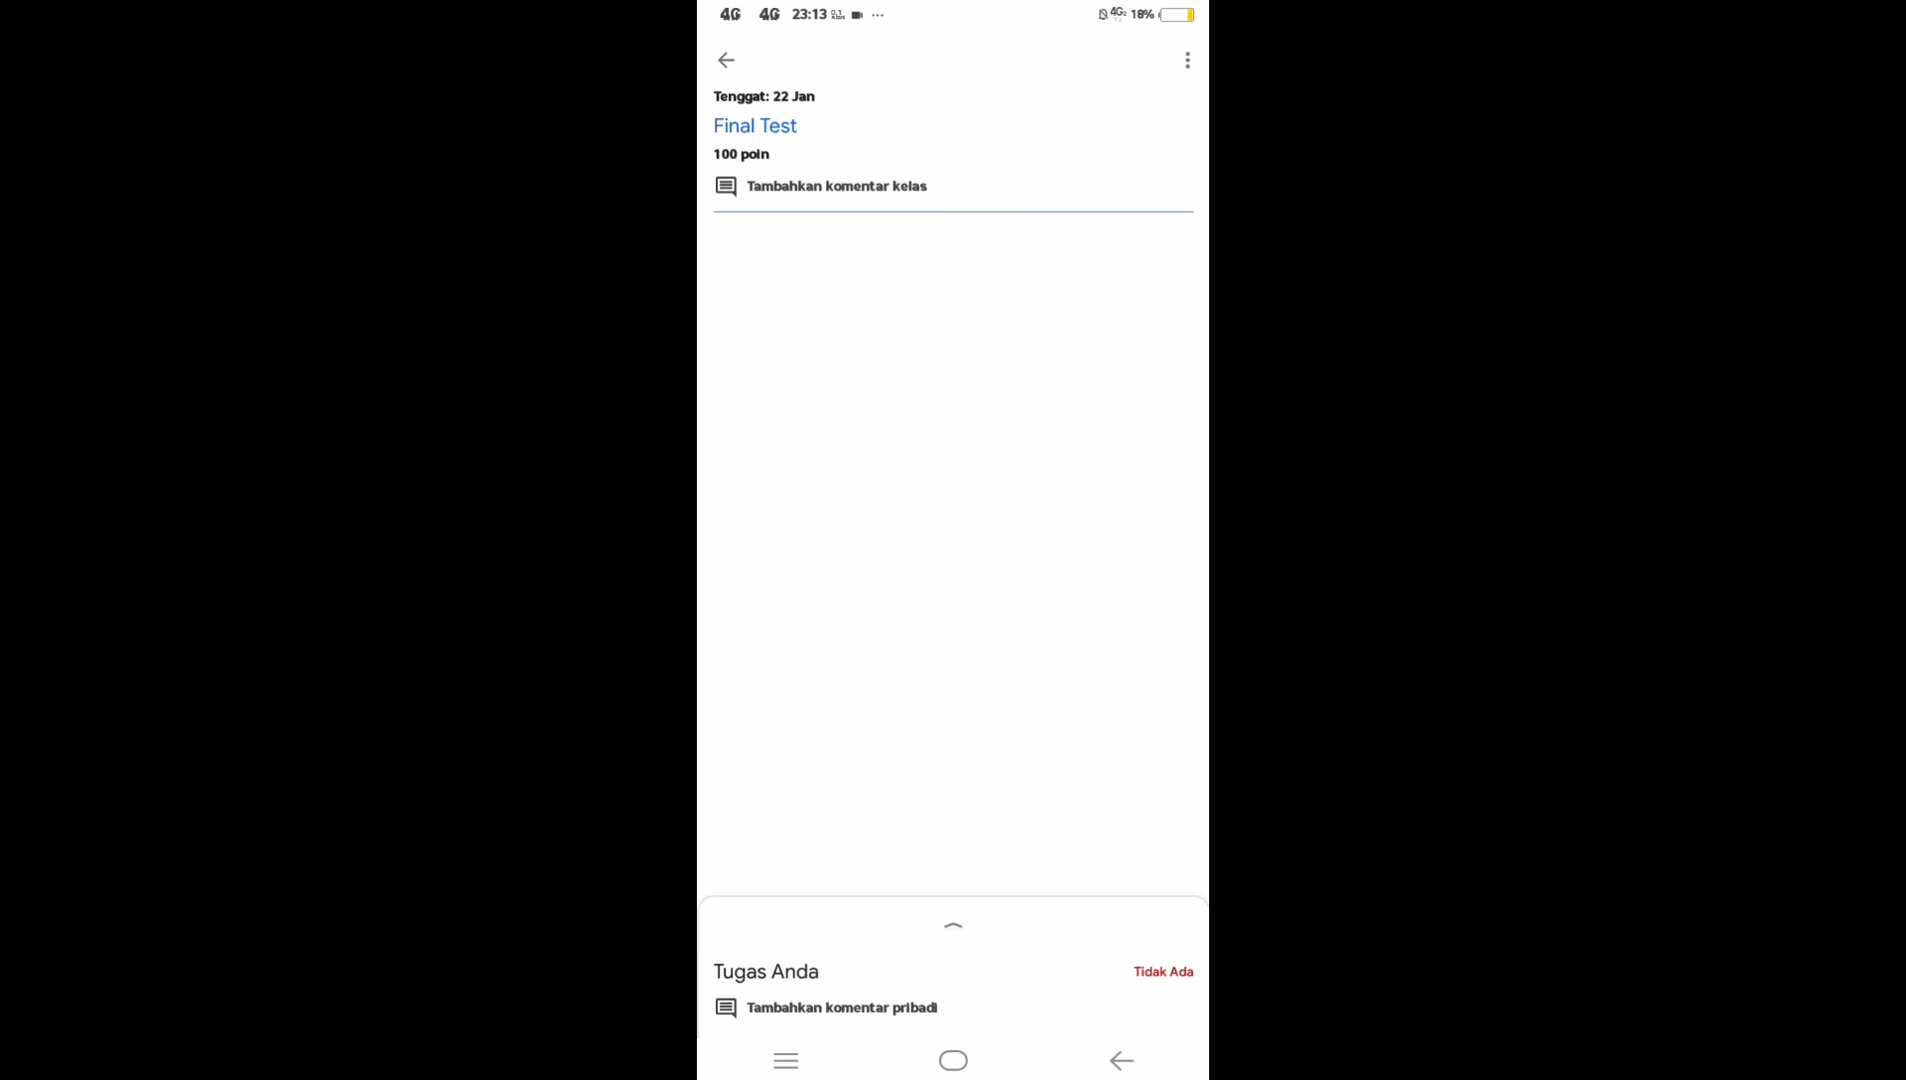 4G 4G 23:13 ...
4G 18%
Tenggat: 22 Jan
Final Test
100 poin
Tambahkan komentar kelas
Tugas Anda
Tidak Ada
Tambahkan komentar pribadi